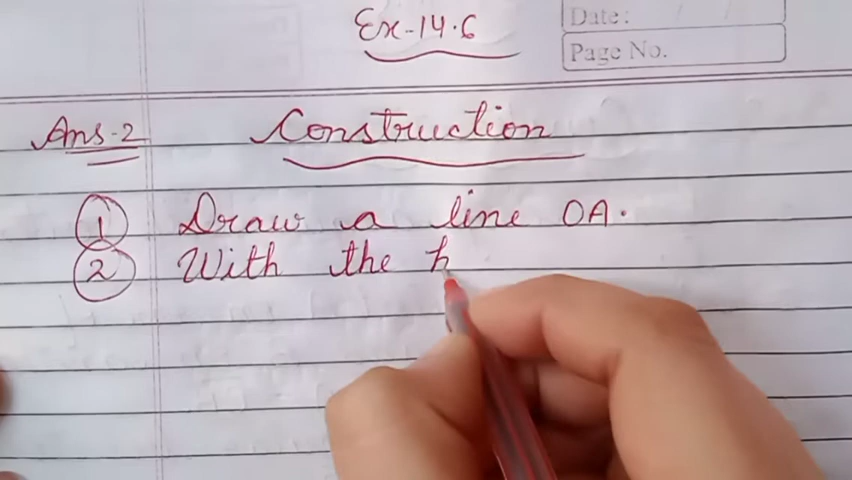 Ex-14.6
Date:
Page No.
Ans-2 Construction
1 Draw a line OA.
2 With the h